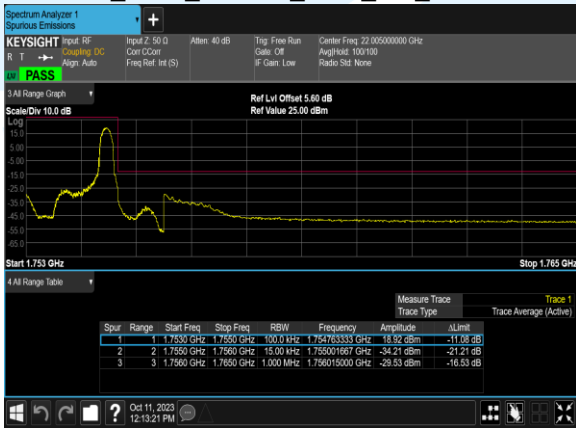 Spectrum Analyzer 1
Spurious Emissions
KEYSIGHT Input: RF Input Z: 50 Ω Atten: 40 dB Trig: Free Run Center Freq: 22.005000000 GHz
R T Coupling: DC Corr CCorr Gate: Off Avg|Hold: 100/100
Align: Auto Freq Ref: Int (S) IF Gain: Low Radio Std: None
PASS
3 All Range Graph
Ref Lvl Offset 5.60 dB
Scale/Div 10.0 dB Ref Value 25.00 dBm
Log
15.0
5.00
-5.00
-15.0
-25.0
-35.0
-45.0
-55.0
-65.0
Start 1.753 GHz Stop 1.765 GHz
4 All Range Table
Measure Trace Trace 1
Trace Type Trace Average (Active)
Spur Range Start Freq Stop Freq RBW Frequency Amplitude ΔLimit
1 1 1.7530 GHz 1.7550 GHz 100.0 kHz 1.754763333 GHz 18.92 dBm -11.08 dB
2 2 1.7550 GHz 1.7560 GHz 15.00 kHz 1.755001667 GHz -34.21 dBm -21.21 dB
3 3 1.7560 GHz 1.7650 GHz 1.000 MHz 1.756015000 GHz -29.53 dBm -16.53 dB
Oct 11, 2023
12:13:21 PM